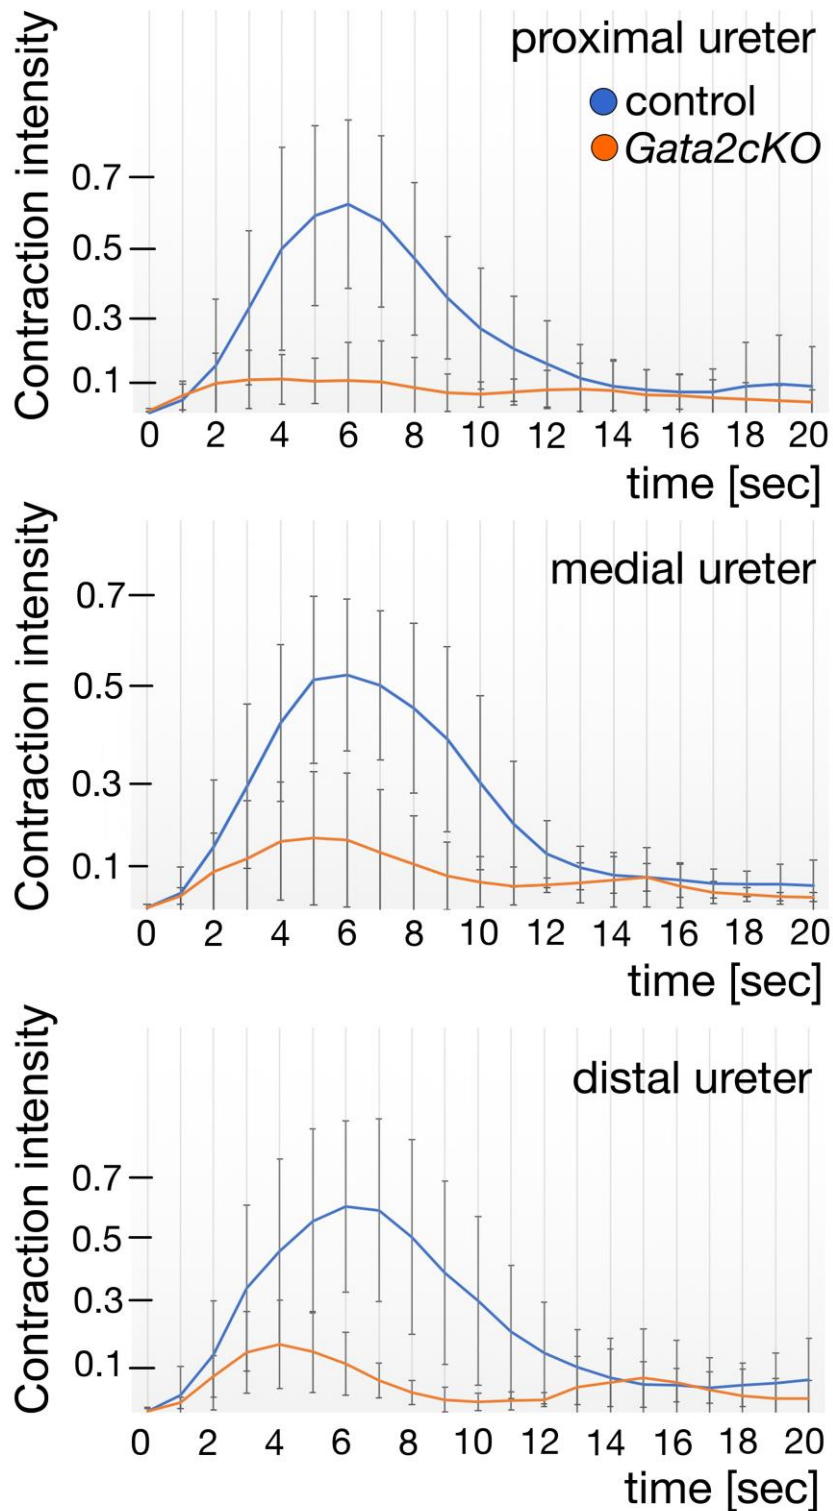 proximal ureter
control
Gata2cKO
Contraction intensity
0.7
0.5
0.3
0.1
0 2 4 6 8 10 12 14 16 18 20
time [sec]
medial ureter
Contraction intensity
0.7
0.5
0.3
0.1
0 2 4 6 8 10 12 14 16 18 20
time [sec]
distal ureter
Contraction intensity
0.7
0.5
0.3
0.1
0 2 4 6 8 10 12 14 16 18 20
time [sec]